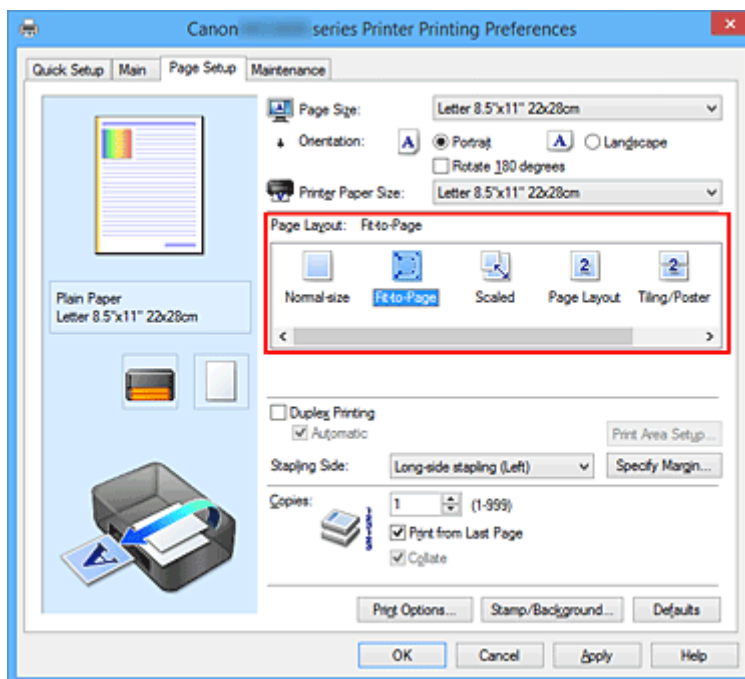 Canon series Printer Printing Preferences
Quick Setup Main Page Setup Maintenance
Page Size: Letter 8.5"x11" 22x28cm
Orientation: A Portrait A Landscape
Rotate 180 degrees
Printer Paper Size: Letter 8.5"x11" 22x28cm
Page Layout: Fit-to-Page
2 2
Normal-size Fit-to-Page Scaled Page Layout Tiling/Poster
Plain Paper
Letter 8.5"x11" 22x28cm
Duplex Printing
Automatic
Print Area Setup...
Stapling Side: Long-side stapling (Left) Specify Margin...
Copies: 1 (1-999)
Print from Last Page
Collate
A
Print Options... Stamp/Background... Defaults
OK Cancel Apply Help